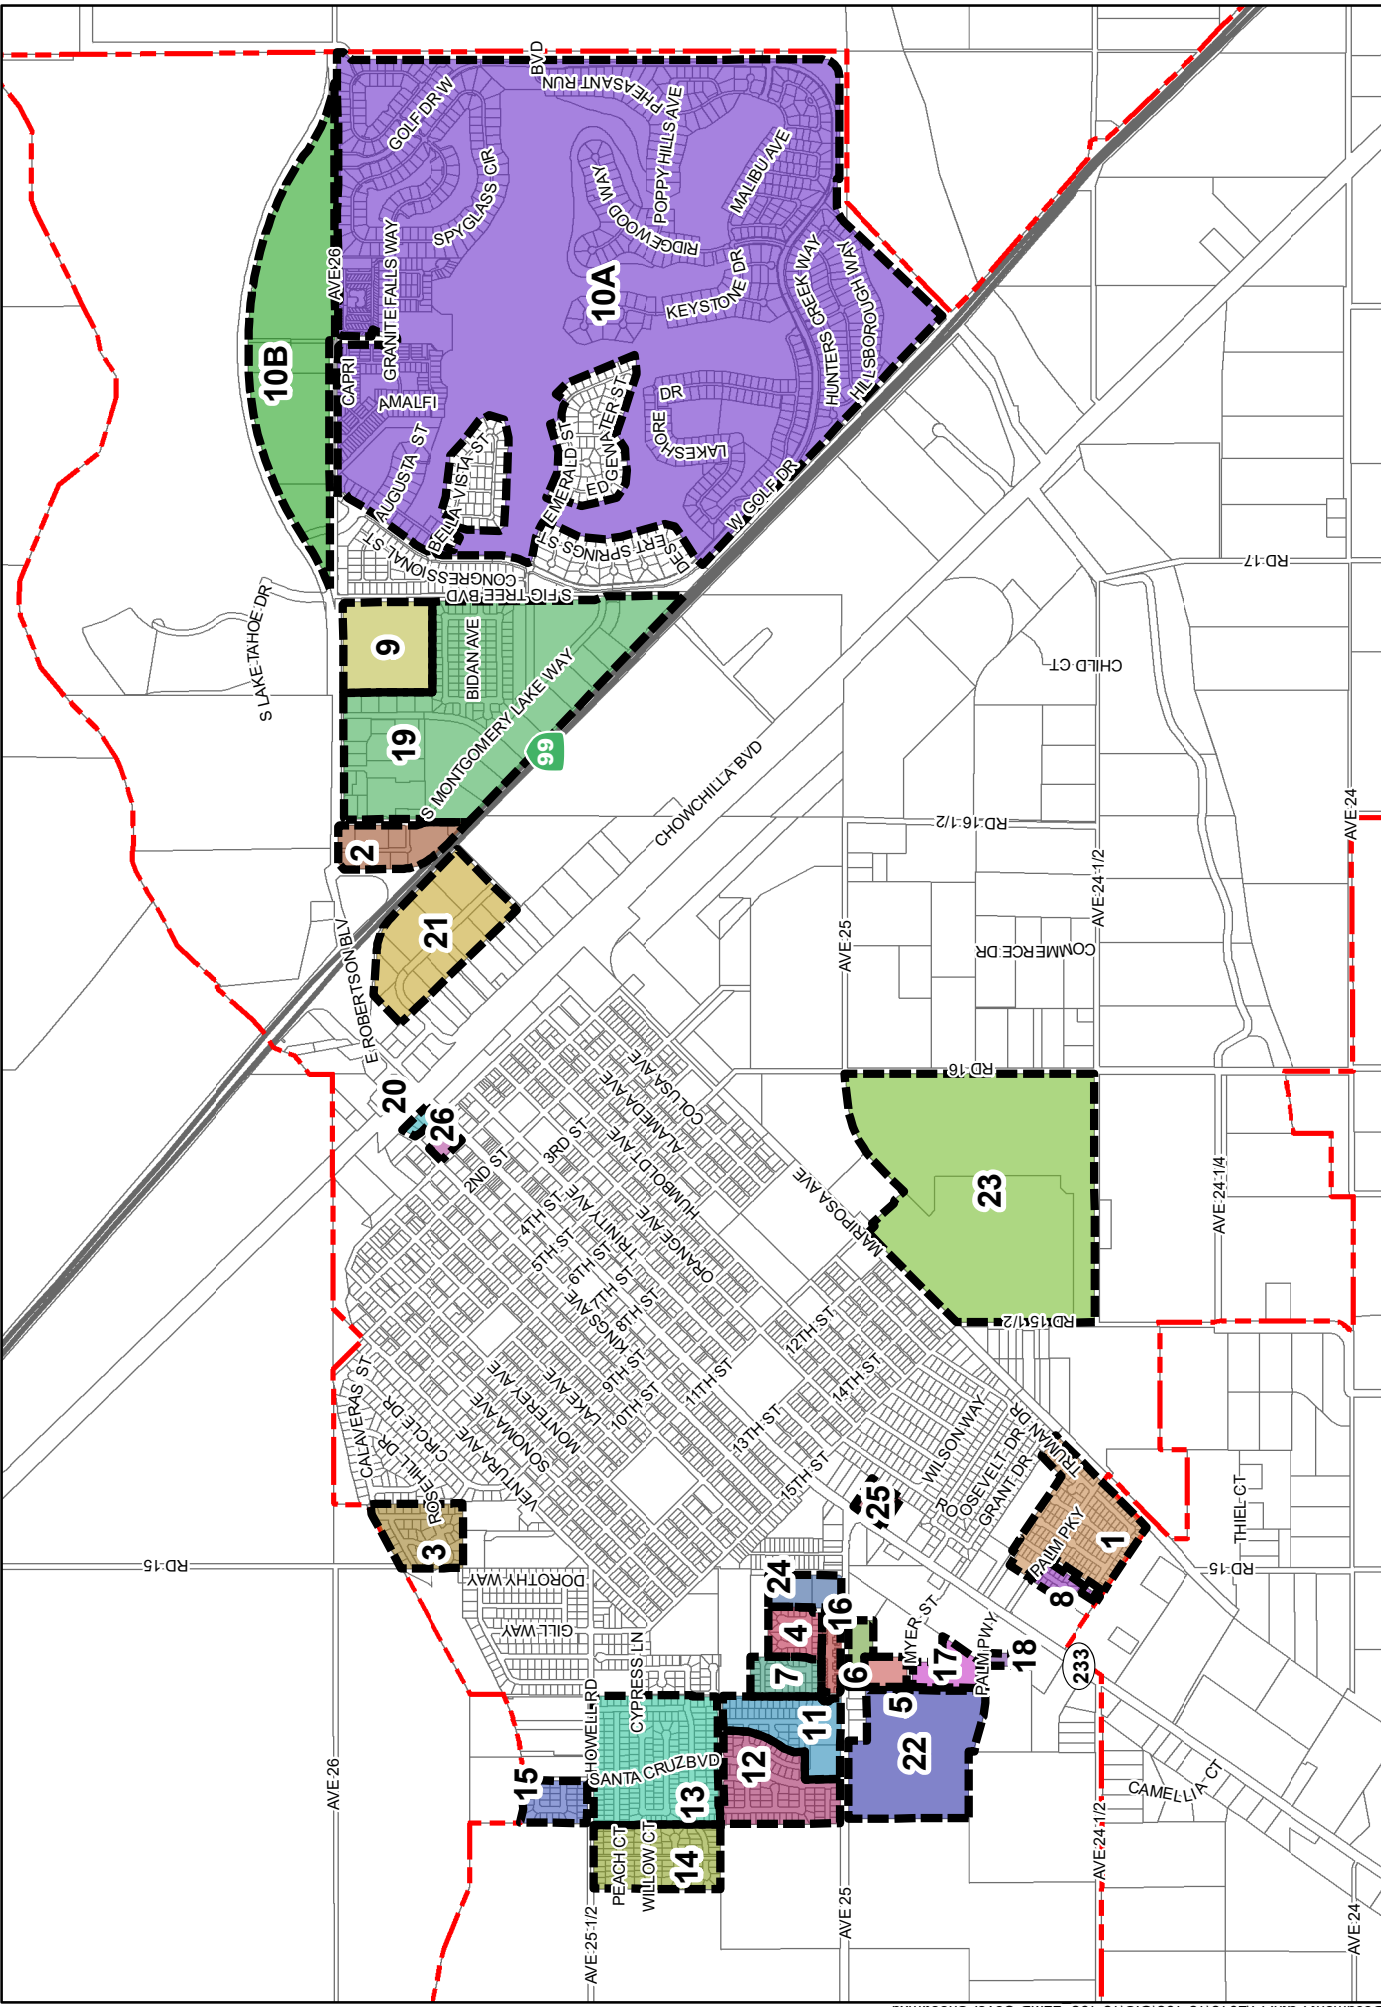 AVE 26
GOLF DR W
BVD
PHEASANT RUN
POPPY HILLS AVE
MALIBU AVE
SPYGLASS CIR
RIDGEWOOD WAY
GRANITE FALLS WAY
10A
10B
KEYSTONE DR
HUNTERS CREEK WAY
HILLSBOROUGH WAY
CAPRI
AMALFI
AUGUSTA ST
BELLA VISTA ST
EMERALD ST
EDGEWATER ST
LAKESHORE DR
W GOLF DR
DESERT SPRINGS ST
CONGRESSIONAL ST
S FIG TREE BVD
S LAKE TAHOE DR
9
BIDAN AVE
19
S MONTGOMERY LAKE WAY
99
2
21
E ROBERTSON BLV
CHOWCHILLA BVD
RD 17
CHILD CT
RD 16 1/2
AVE 24
AVE 24 1/2
AVE 25
COMMERCE DR
RD 16
20
26
2ND ST
3RD ST
4TH ST
5TH ST
6TH ST
7TH ST
8TH ST
9TH ST
10TH ST
11TH ST
12TH ST
13TH ST
14TH ST
15TH ST
COLUSA AVE
ALAMEDA AVE
HUMBOLDT AVE
TRINITY AVE
ORANGE AVE
KINGS AVE
LAKE AVE
MONTEREY AVE
SONOMA AVE
VENTURA AVE
MARIPOSA AVE
23
AVE 24 1/4
RD 15 1/2
CALAVERAS ST
CIRCLE DR
ROSE HILL DR
3
RD 15
WILSON WAY
ROOSEVELT DR
GRANT DR
TRUMAN DR
25
PALM PKY
1
8
THIEL CT
RD 15
DOROTHY WAY
GILL WAY
CYPRESS LN
HOWELL RD
24
4
16
7
6
MYER ST
17
PALM PWY
18
233
5
22
11
12
SANTA CRUZ BVD
13
15
PEACH CT
WILLOW CT
14
AVE 26
AVE 25 1/2
AVE 25
AVE 24 1/2
CAMELLIA CT
AVE 24